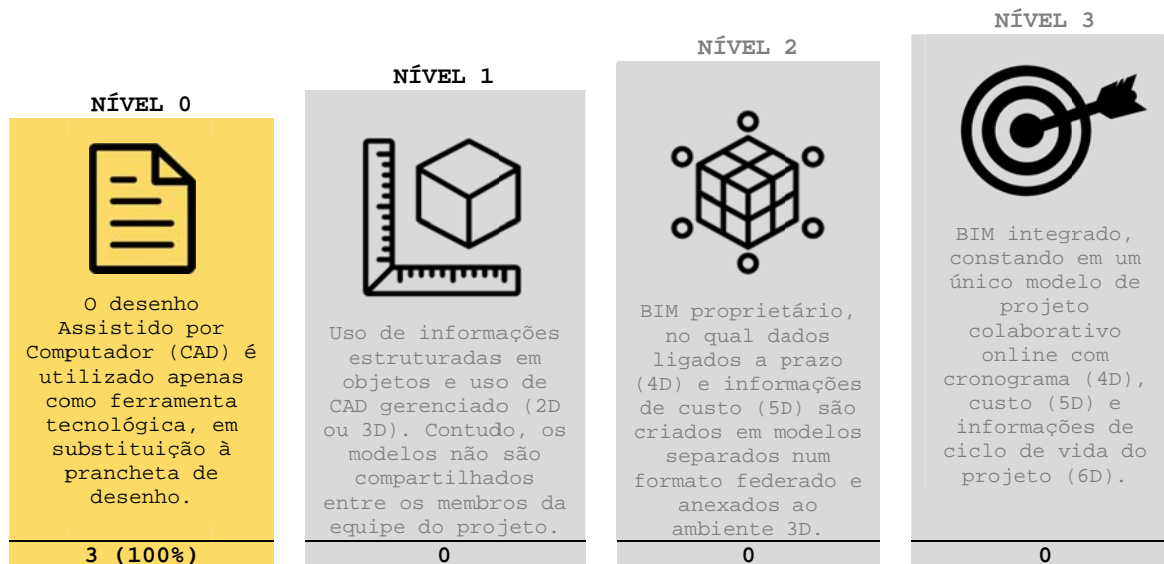 NÍVEL 0
O desenho
Assistido por
Computador (CAD) é
utilizado apenas
como ferramenta
tecnológica, em
substituição à
prancheta de
desenho.
3 (100%)
NÍVEL 1
Uso de informações
estruturadas em
objetos e uso de
CAD gerenciado (2D
ou 3D). Contudo, os
modelos não são
compartilhados
entre os membros da
equipe do projeto.
0
NÍVEL 2
BIM proprietário,
no qual dados
ligados a prazo
(4D) e informações
de custo (5D) são
criados em modelos
separados num
formato federado e
anexados ao
ambiente 3D.
0
NÍVEL 3
BIM integrado,
constando em um
único modelo de
projeto
colaborativo
online com
cronograma (4D),
custo (5D) e
informações de
ciclo de vida do
projeto (6D).
0